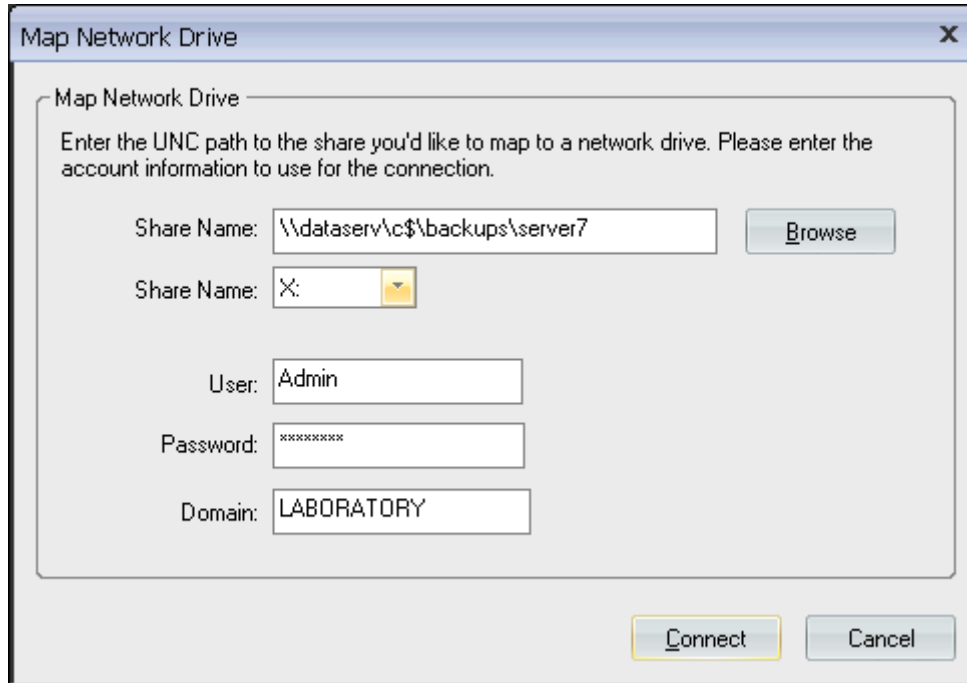 Map Network Drive
x
Map Network Drive
Enter the UNC path to the share you'd like to map to a network drive. Please enter the
account information to use for the connection.
Share Name: \\dataserv\c$\backups\server7 Browse
Share Name: X:
User: Admin
Password: ********
Domain: LABORATORY
Connect Cancel